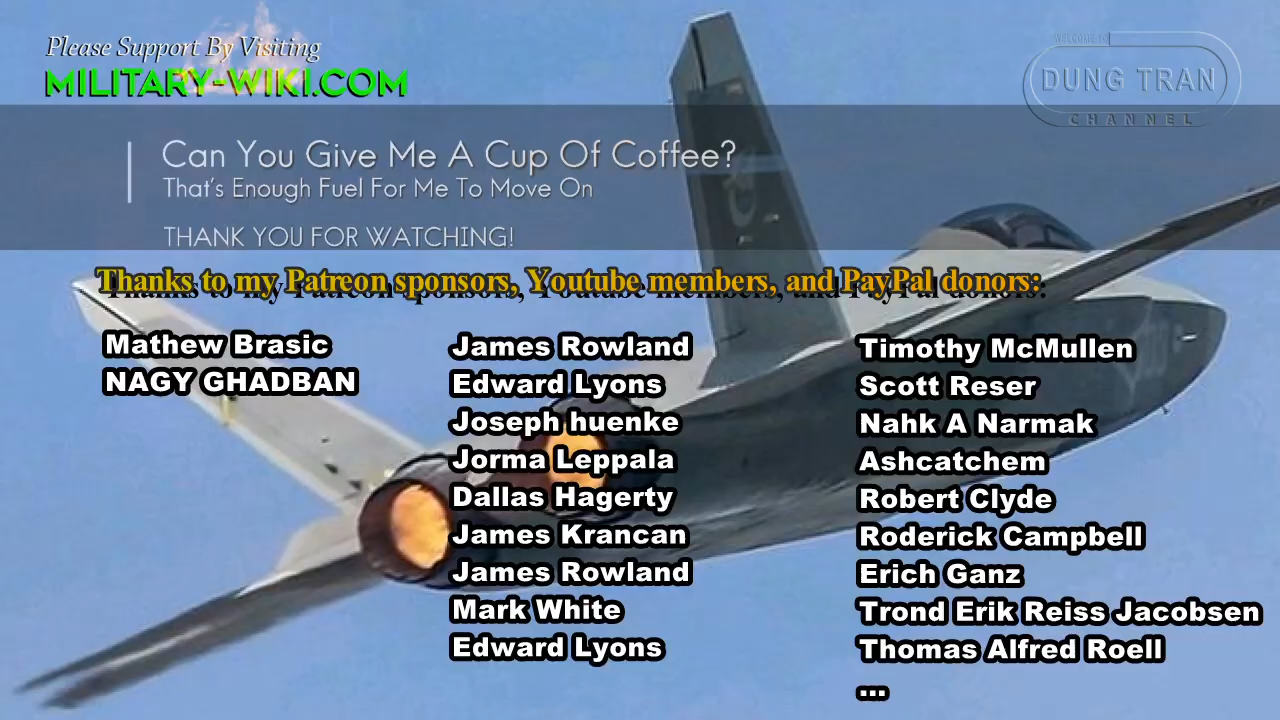 Please Support By Visiting
MILITARY-WIKI.COM
WELCOME TO
DUNG TRAN
CHANNEL
Can You Give Me A Cup Of Coffee?
That's Enough Fuel For Me To Move On
THANK YOU FOR WATCHING!
Thanks to my Patreon sponsors, Youtube members, and PayPal donors:
Mathew Brasic
NAGY GHADBAN
James Rowland
Edward Lyons
Joseph huenke
Jorma Leppala
Dallas Hagerty
James Krancan
James Rowland
Mark White
Edward Lyons
Timothy McMullen
Scott Reser
Nahk A Narmak
Ashcatchem
Robert Clyde
Roderick Campbell
Erich Ganz
Trond Erik Reiss Jacobsen
Thomas Alfred Roell
...